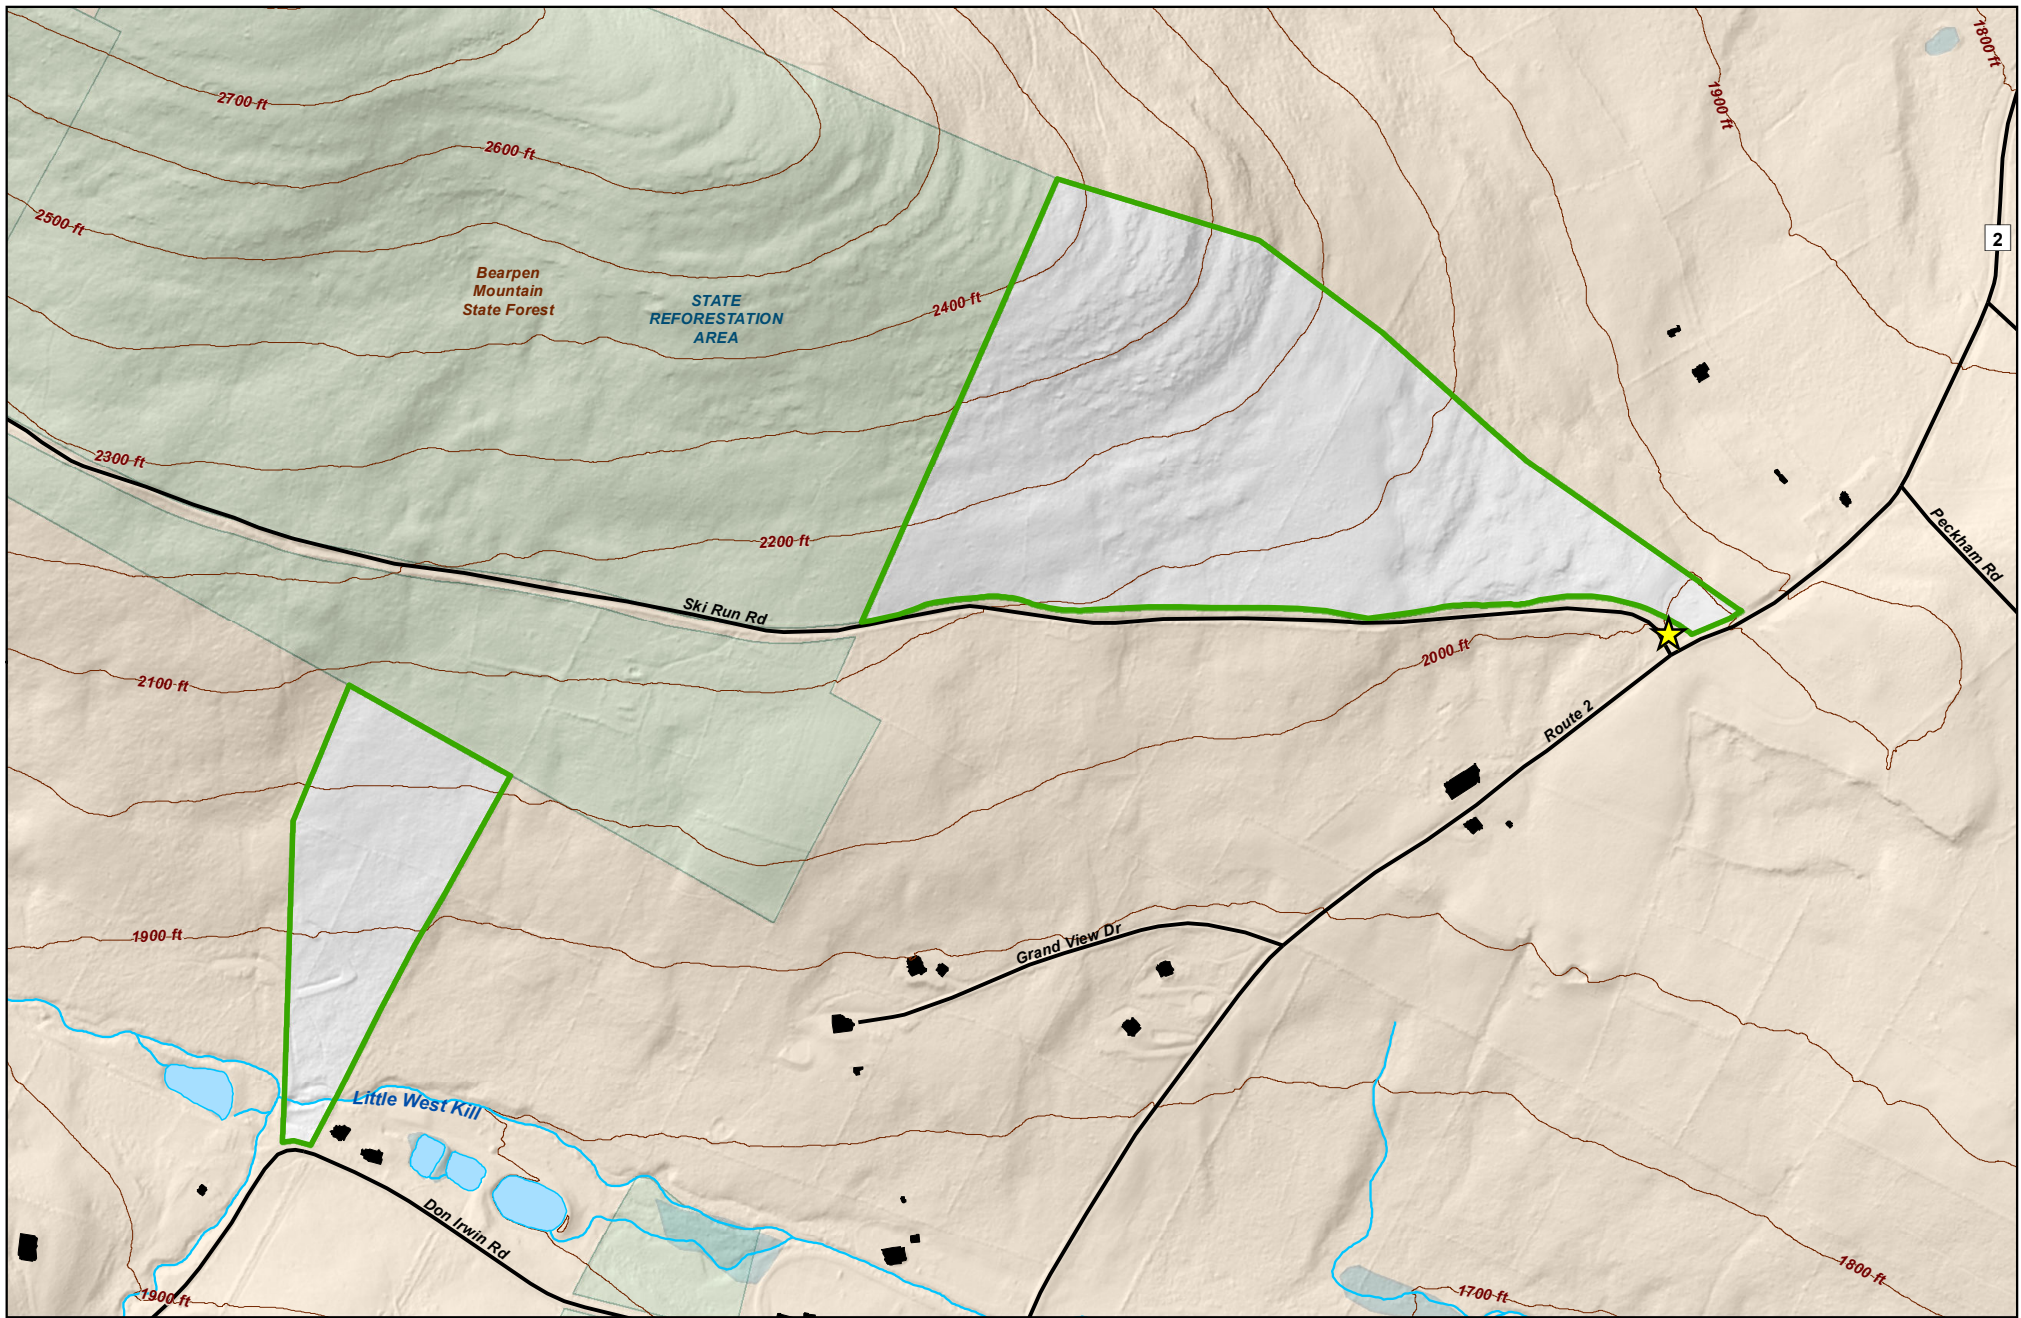 1800 ft
2700 ft
1900 ft
2600 ft
2500 ft
2
Bearpen
Mountain
State Forest
STATE
REFORESTATION
AREA
2400 ft
2300 ft
2200 ft
Peckham Rd
Ski Run Rd
2000 ft
2100 ft
Route 2
1900 ft
Grand View Dr
Little West Kill
Don Irwin Rd
1800 ft
1900 ft
1700 ft